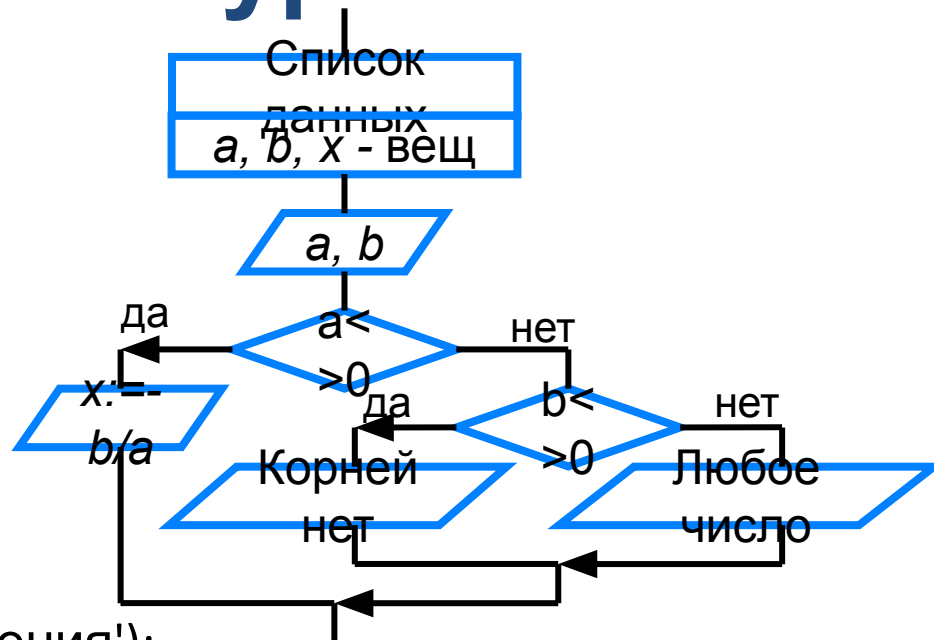 Список
данных
a, b, x - вещ
a, b
да
a<
>0
нет
x:=-
b/a
да
b<
>0
нет
Корней
нет
Любое
число